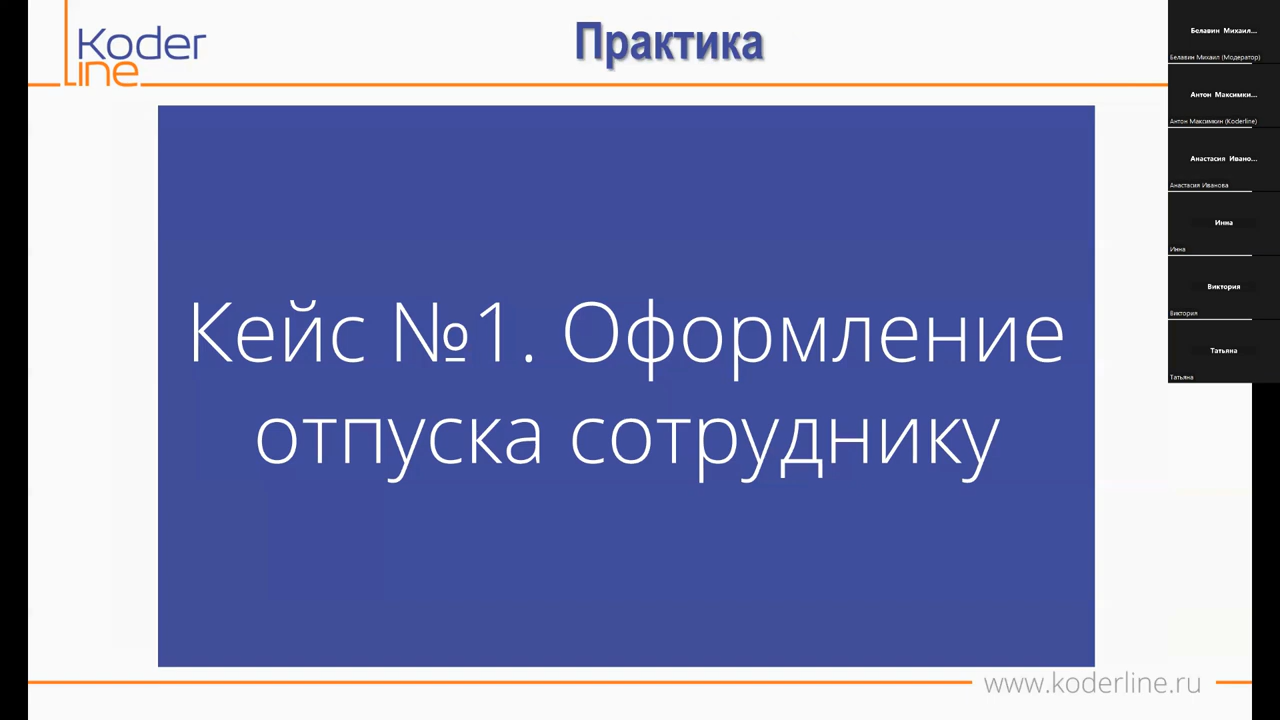 Koder
line
Практика
Кейс №1. Оформление
отпуска сотруднику
www.koderline.ru
Белавин Михаил...
Белавин Михаил (Модератор)
Антон Максимки...
Антон Максимкин (Koderline)
Анастасия Ивано...
Анастасия Иванова
Инна
Инна
Виктория
Виктория
Татьяна
Татьяна